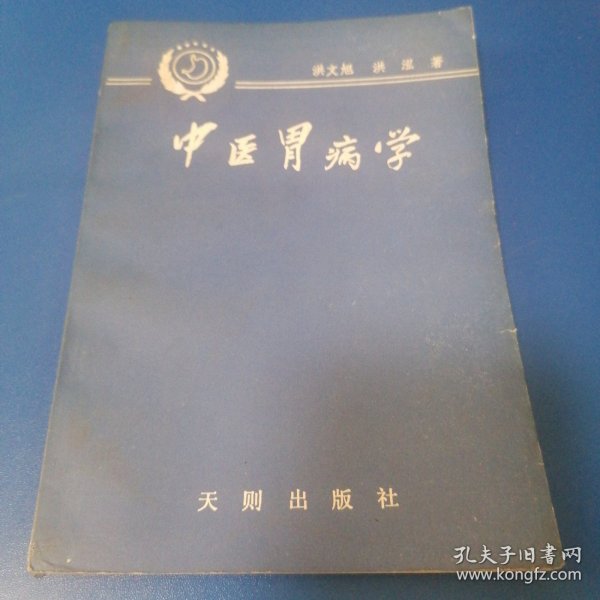 洪文旭 洪泓 著
中医胃病学
天则出版社
孔夫子旧书网
www.kongfz.com